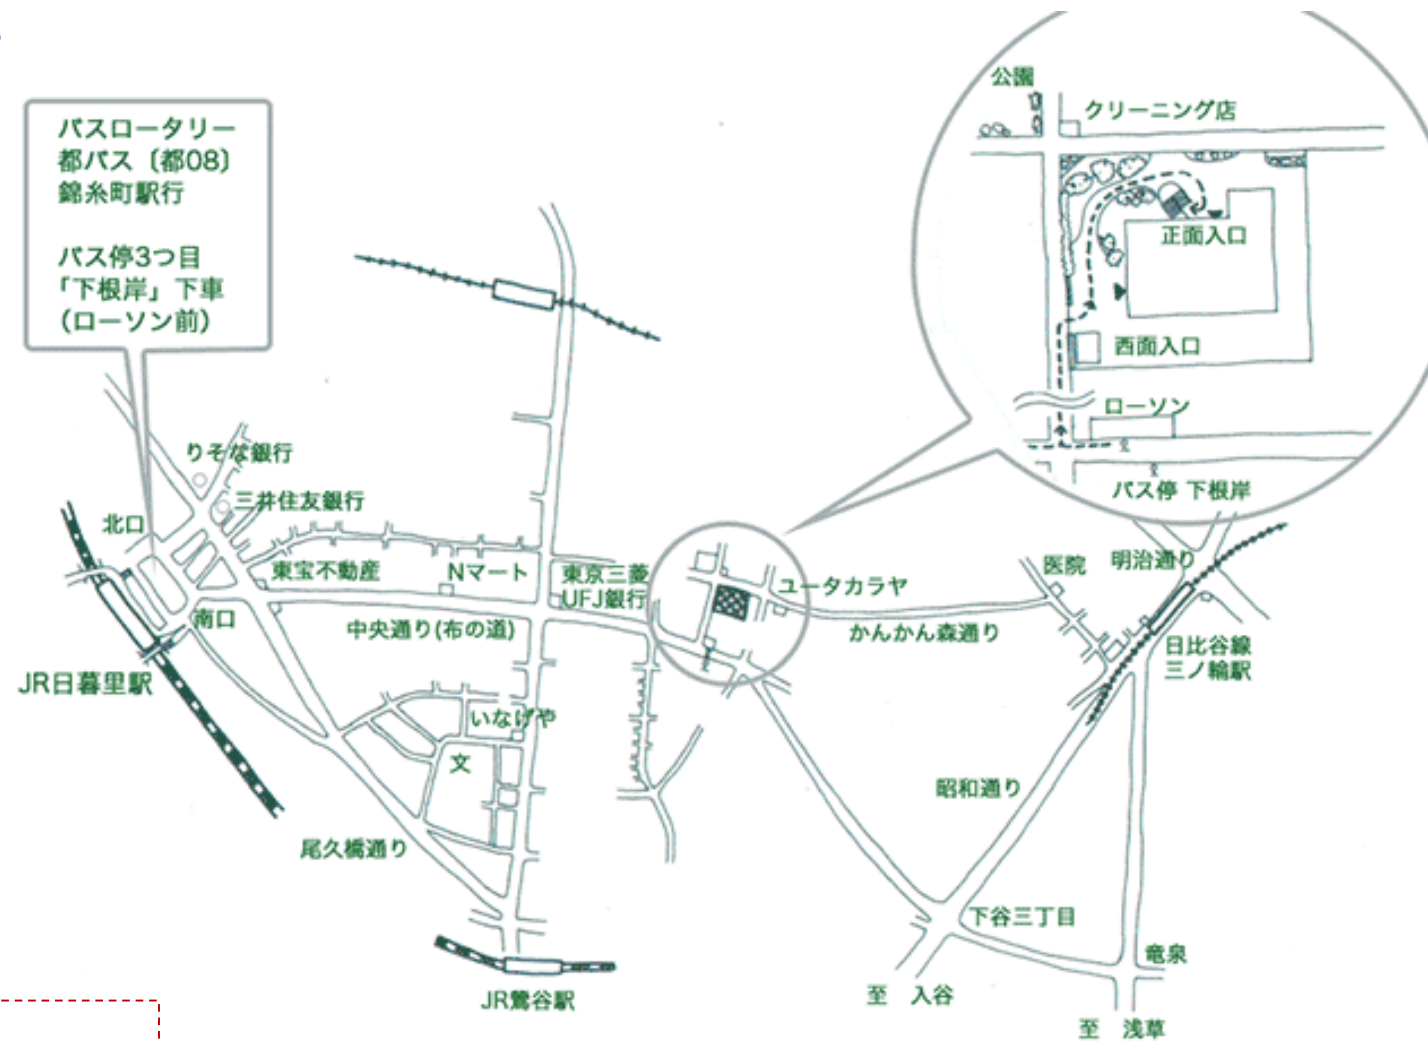 バスロータリー
都バス〔都08〕
錦糸町駅行
バス停3つ目
「下根岸」下車
(ローソン前)
公園
クリーニング店
正面入口
西面入口
ローソン
バス停 下根岸
りそな銀行
三井住友銀行
北口
東宝不動産
Nマート
東京三菱
UFJ銀行
ユータカラヤ
医院
明治通り
南口
中央通り(布の道)
かんかん森通り
日比谷線
三ノ輪駅
JR日暮里駅
いなげや
文
昭和通り
尾久橋通り
下谷三丁目
竜泉
JR鶯谷駅
至 入谷
至 浅草